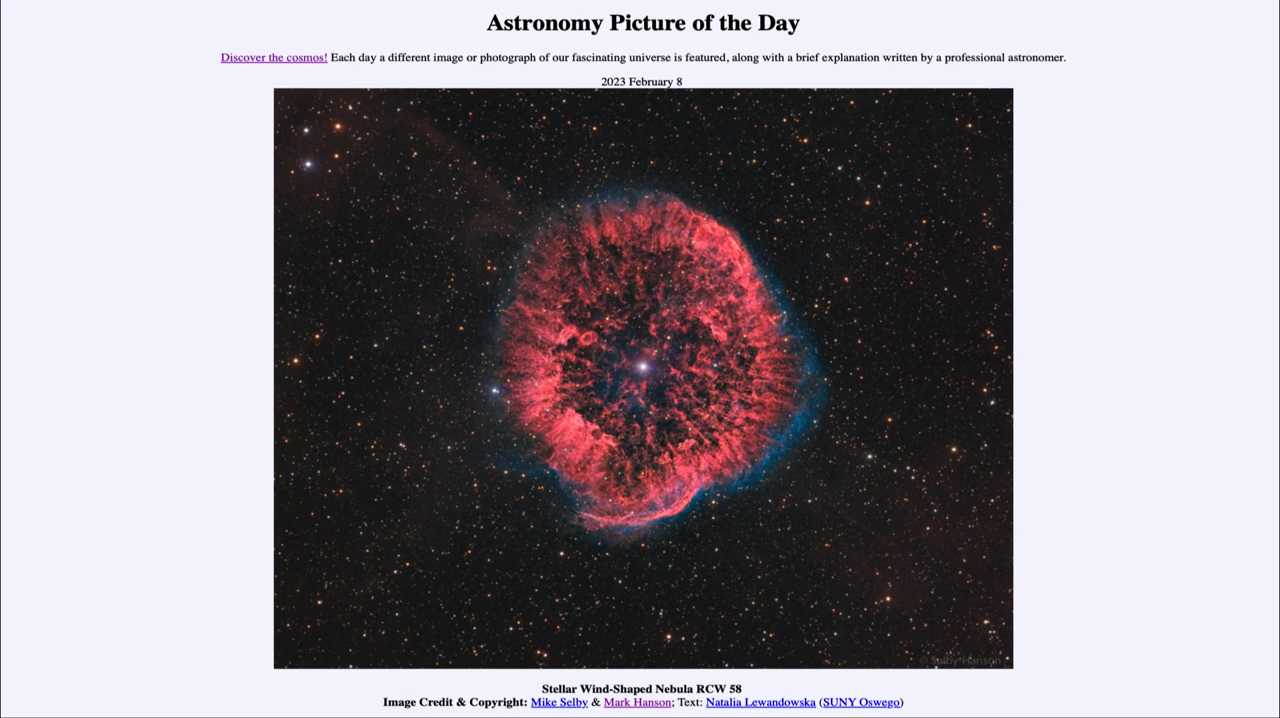 Astronomy Picture of the Day
Discover the cosmos! Each day a different image or photograph of our fascinating universe is featured, along with a brief explanation written by a professional astronomer.
2023 February 8
© Selby/Hanson
Stellar Wind-Shaped Nebula RCW 58
Image Credit & Copyright: Mike Selby & Mark Hanson; Text: Natalia Lewandowska (SUNY Oswego)